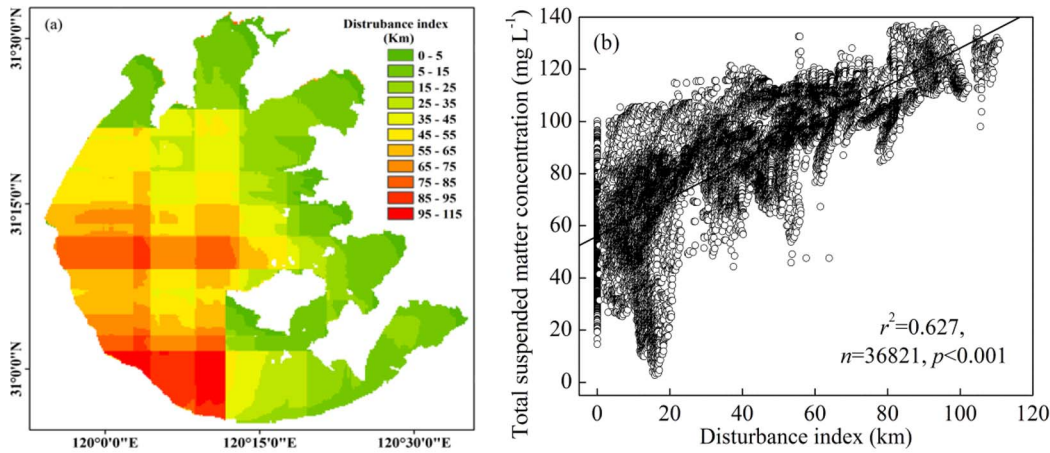 (a)
Distrubance index
(Km)
0 - 5
5 - 15
15 - 25
25 - 35
35 - 45
45 - 55
55 - 65
65 - 75
75 - 85
85 - 95
95 - 115
31°30'0"N
31°15'0"N
31°0'0"N
120°0'0"E
120°15'0"E
120°30'0"E
(b)
Total suspended matter concentration (mg L-1)
140
120
100
80
60
40
20
0
r2=0.627,
n=36821, p<0.001
0
20
40
60
80
100
120
Disturbance index (km)